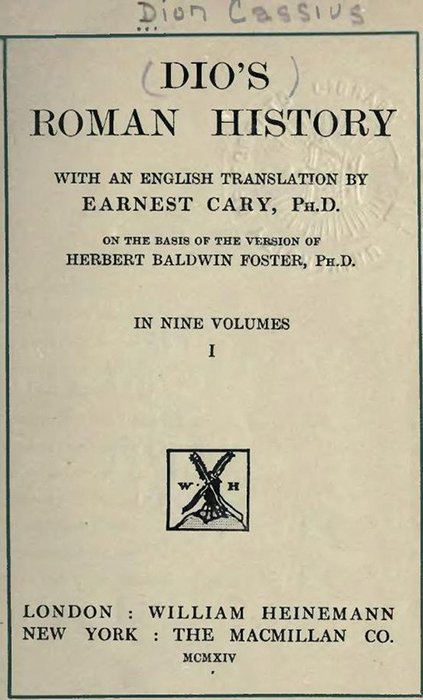 Dion Cassius
(DIO'S)
ROMAN HISTORY
WITH AN ENGLISH TRANSLATION BY
EARNEST CARY, PH.D.
ON THE BASIS OF THE VERSION OF
HERBERT BALDWIN FOSTER, PH.D.
IN NINE VOLUMES
I
W H
LONDON : WILLIAM HEINEMANN
NEW YORK : THE MACMILLAN CO.
MCMXIV